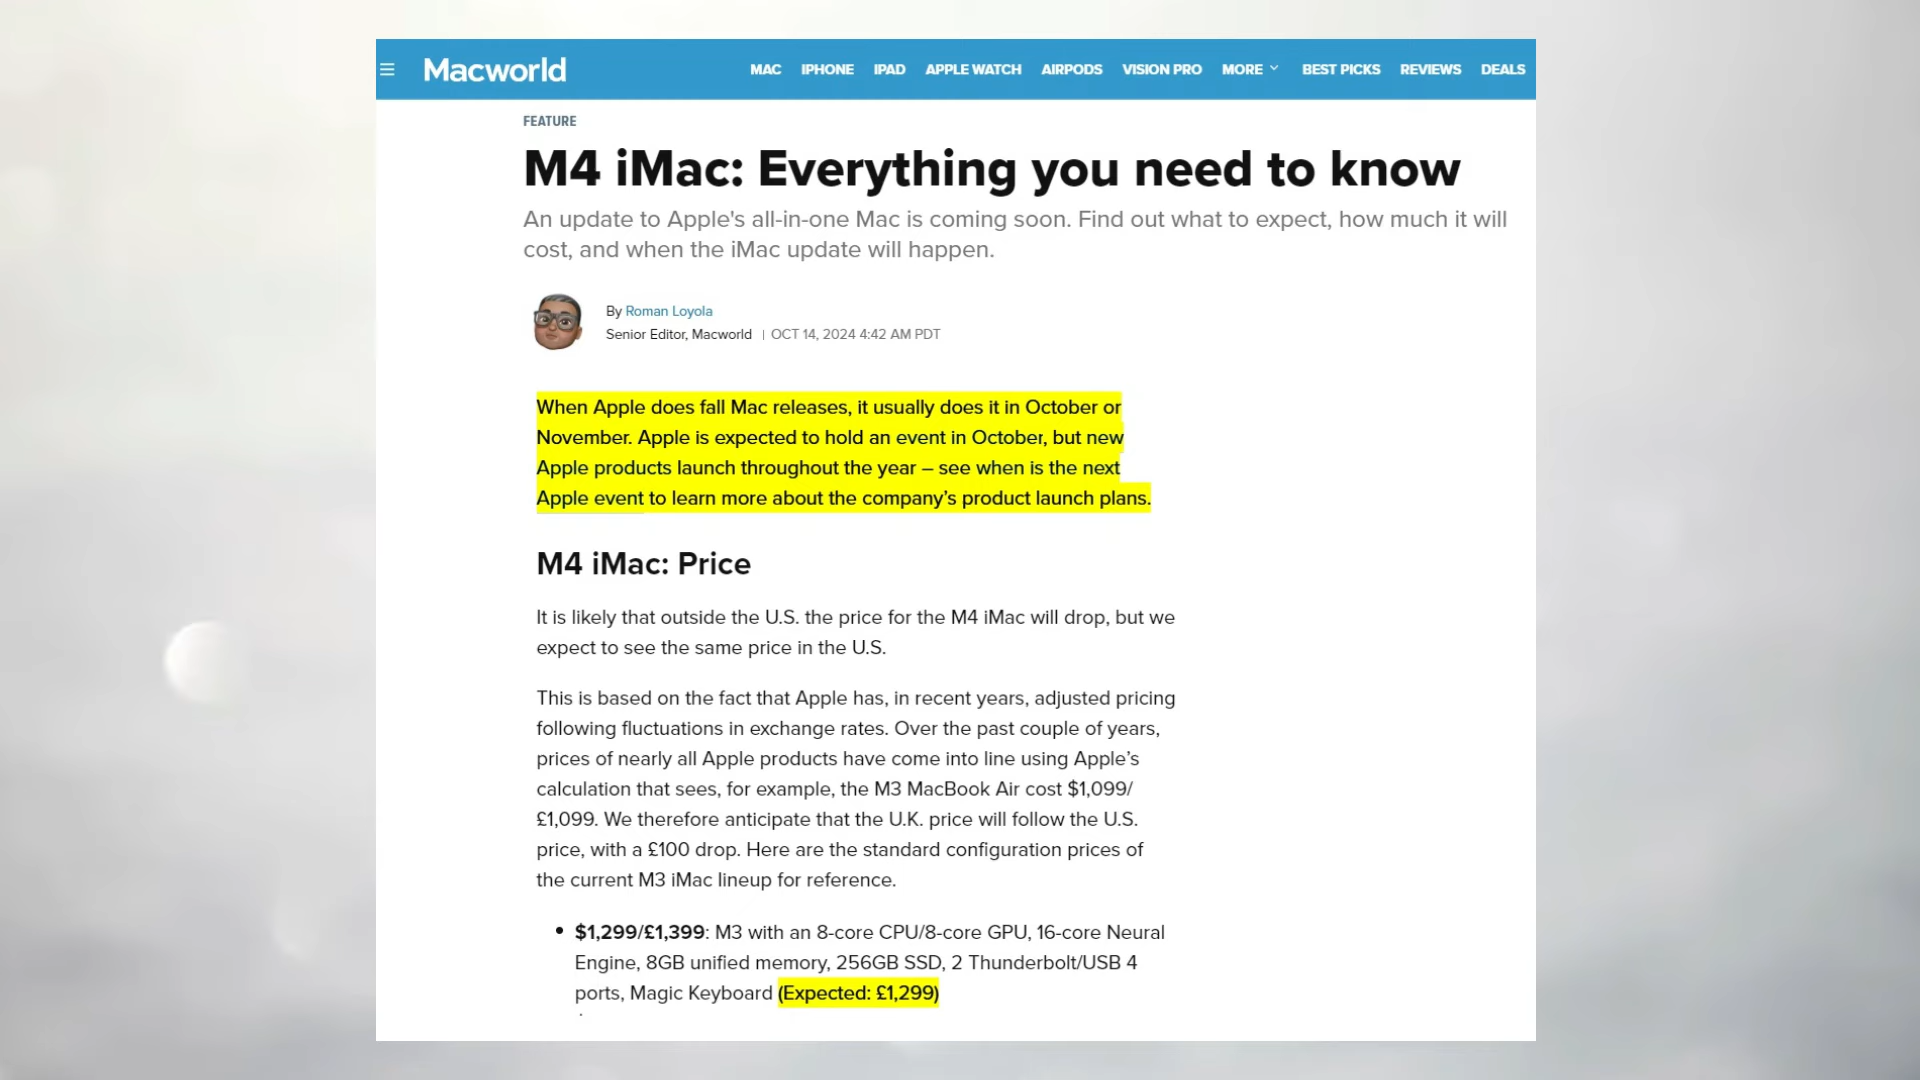 Macworld
MAC IPHONE IPAD APPLE WATCH AIRPODS VISION PRO MORE BEST PICKS REVIEWS DEALS
FEATURE
M4 iMac: Everything you need to know
An update to Apple's all-in-one Mac is coming soon. Find out what to expect, how much it will
cost, and when the iMac update will happen.
By Roman Loyola
Senior Editor, Macworld | OCT 14, 2024 4:42 AM PDT
When Apple does fall Mac releases, it usually does it in October or
November. Apple is expected to hold an event in October, but new
Apple products launch throughout the year – see when is the next
Apple event to learn more about the company’s product launch plans.
M4 iMac: Price
It is likely that outside the U.S. the price for the M4 iMac will drop, but we
expect to see the same price in the U.S.
This is based on the fact that Apple has, in recent years, adjusted pricing
following fluctuations in exchange rates. Over the past couple of years,
prices of nearly all Apple products have come into line using Apple’s
calculation that sees, for example, the M3 MacBook Air cost $1,099/
£1,099. We therefore anticipate that the U.K. price will follow the U.S.
price, with a £100 drop. Here are the standard configuration prices of
the current M3 iMac lineup for reference.
• $1,299/£1,399: M3 with an 8-core CPU/8-core GPU, 16-core Neural
Engine, 8GB unified memory, 256GB SSD, 2 Thunderbolt/USB 4
ports, Magic Keyboard (Expected: £1,299)